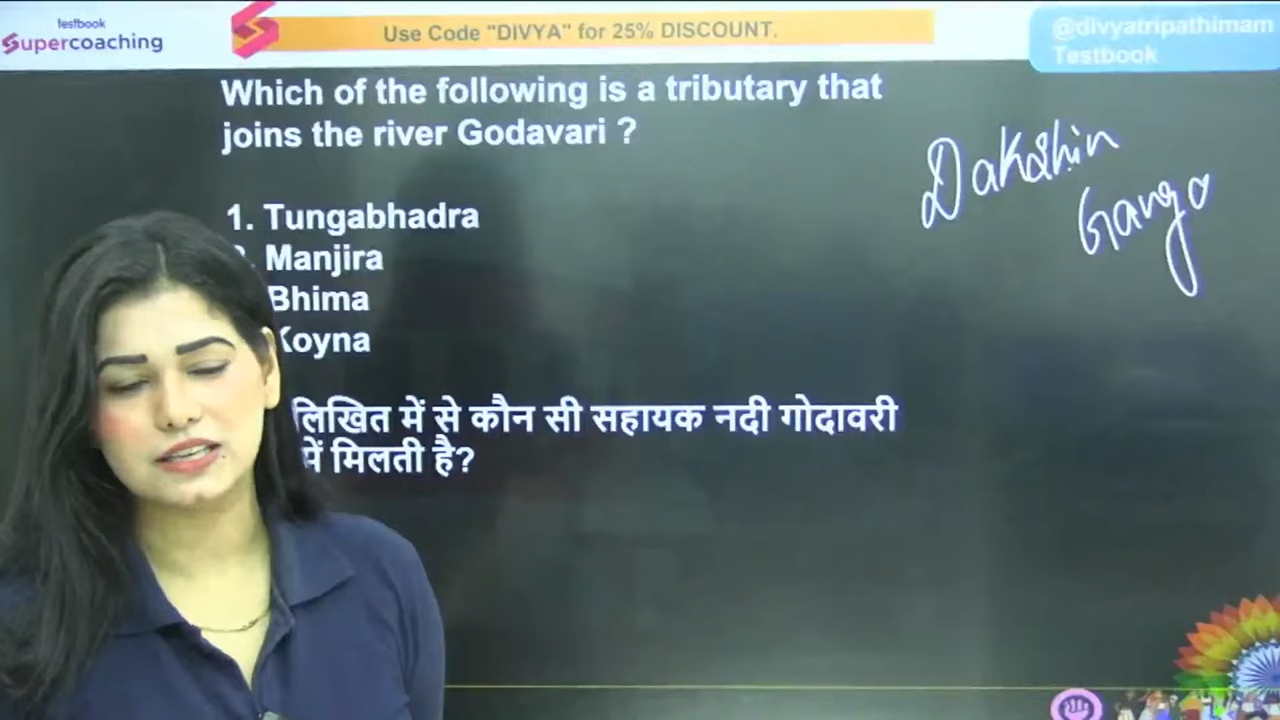 testbook
Supercoaching
Use Code "DIVYA" for 25% DISCOUNT.
@divyatripathimam
Testbook
Which of the following is a tributary that
joins the river Godavari ?
Dakshin
Ganga
1. Tungabhadra
. Manjira
Bhima
Koyna
लिखित में से कौन सी सहायक नदी गोदावरी
में मिलती है?